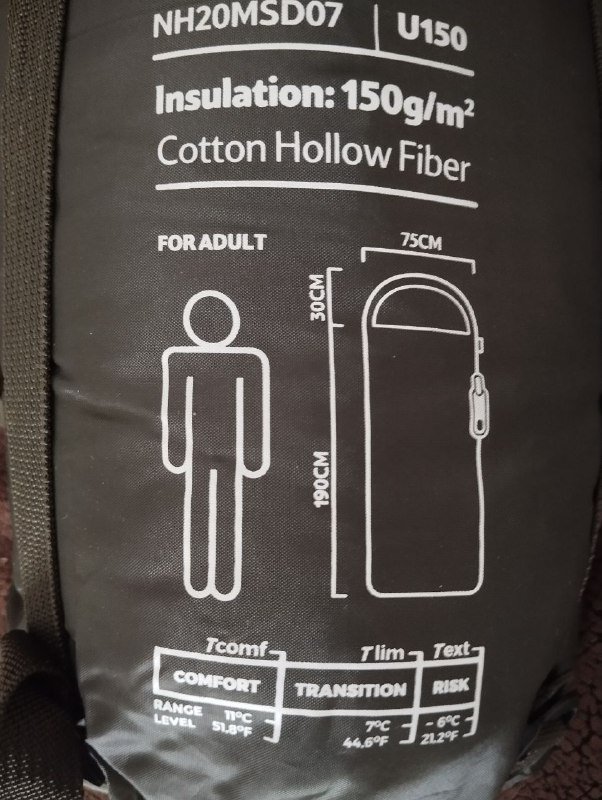 NH20MSD07 | U150
Insulation: 150g/m²
Cotton Hollow Fiber
FOR ADULT
75CM
30CM
190CM
Tcomf Tlim Text
COMFORT TRANSITION RISK
RANGE LEVEL
11°C 7°C -6°C
51.8°F 44.6°F 21.2°F